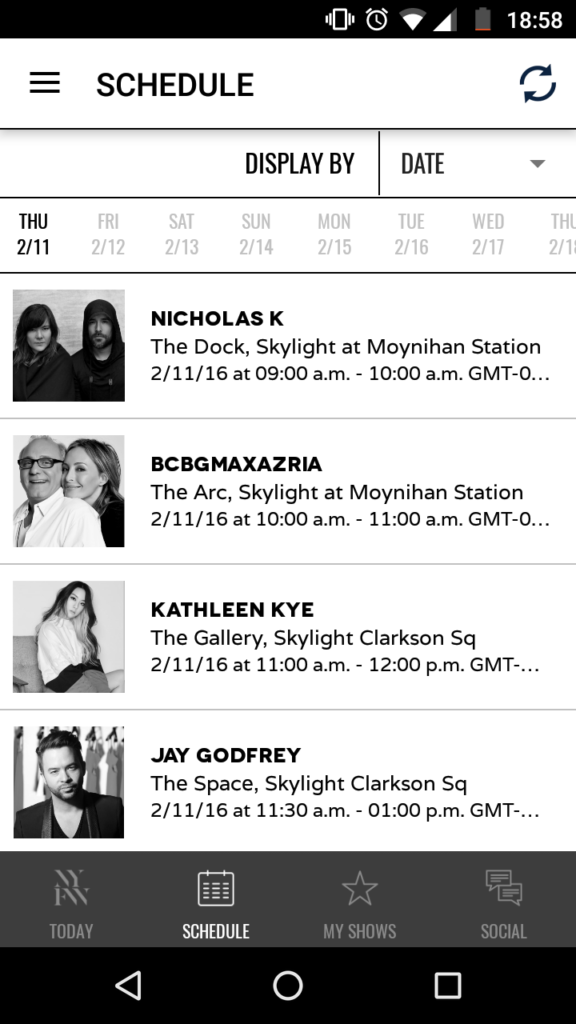 18:58
SCHEDULE
DISPLAY BY DATE
THU FRI SAT SUN MON TUE WED THU
2/11 2/12 2/13 2/14 2/15 2/16 2/17 2/18
NICHOLAS K
The Dock, Skylight at Moynihan Station
2/11/16 at 09:00 a.m. - 10:00 a.m. GMT-0...
BCBGMAXAZRIA
The Arc, Skylight at Moynihan Station
2/11/16 at 10:00 a.m. - 11:00 a.m. GMT-0...
KATHLEEN KYE
The Gallery, Skylight Clarkson Sq
2/11/16 at 11:00 a.m. - 12:00 p.m. GMT-...
JAY GODFREY
The Space, Skylight Clarkson Sq
2/11/16 at 11:30 a.m. - 01:00 p.m. GMT-...
NY
FW
TODAY SCHEDULE MY SHOWS SOCIAL